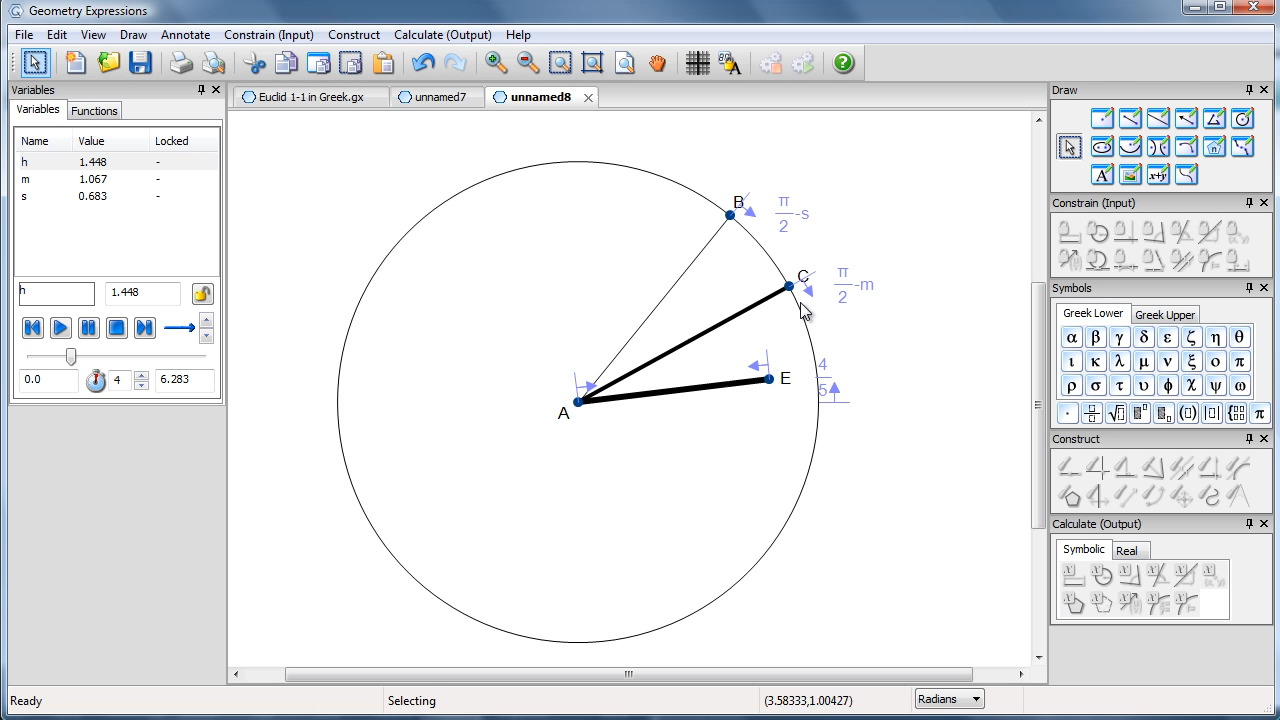 Geometry Expressions
File Edit View Draw Annotate Constrain (Input) Construct Calculate (Output) Help
Variables
Variables Functions
Name Value Locked
h 1.448 -
m 1.067 -
s 0.683 -
h 1.448
0.0 4 6.283
Euclid 1-1 in Greek.gx unnamed7 unnamed8
B
π
2 -s
C
π
2 -m
4
5
E
A
Draw
A x+y
Constrain (Input)
Symbols
Greek Lower Greek Upper
α β γ δ ε ζ η θ
ι κ λ μ ν ξ ο π
ρ σ τ υ ϕ χ ψ ω
π
Construct
Calculate (Output)
Symbolic Real
Ready Selecting (3.58333,1.00427) Radians